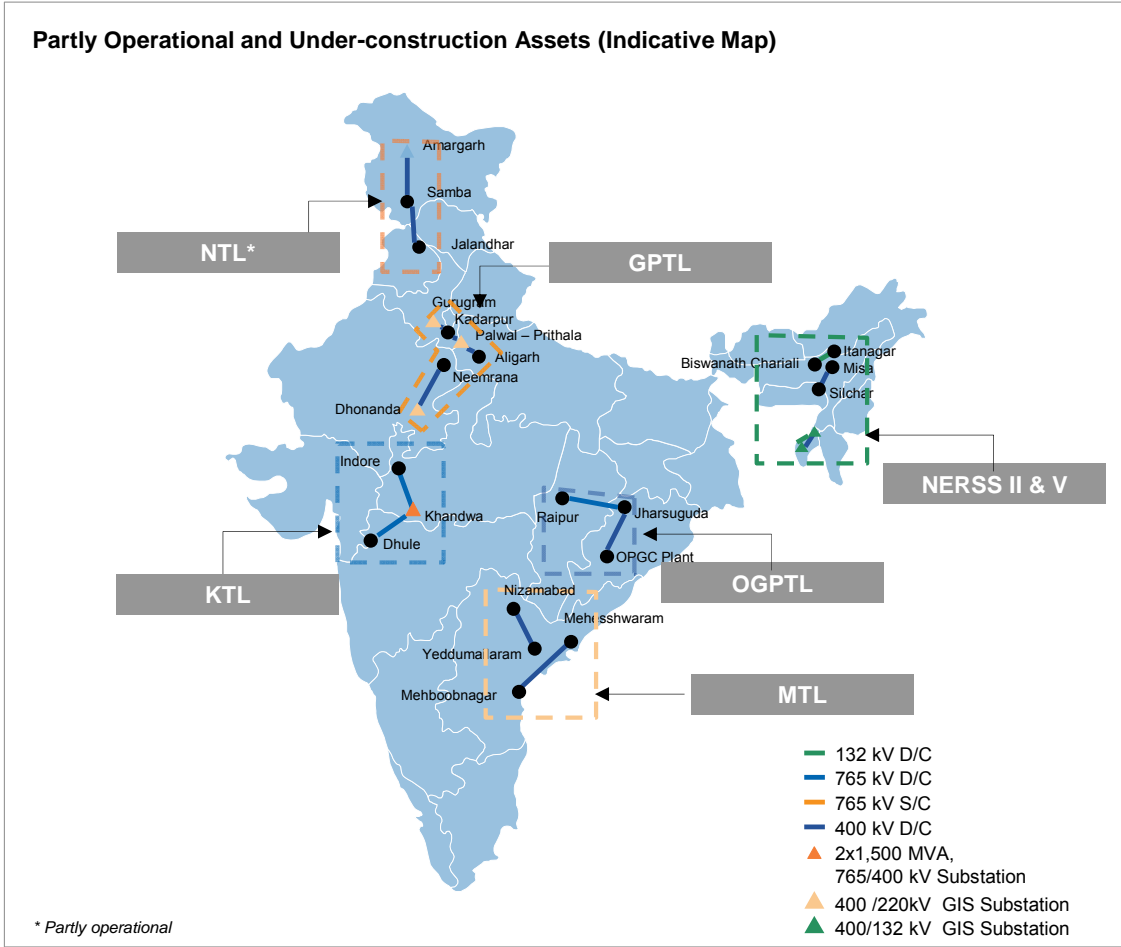 Partly Operational and Under-construction Assets (Indicative Map)
Amargarh
Samba
NTL*
Jalandhar
GPTL
Gurugram
Kadarpur
Palwal – Prithala
Aligarh
Neemrana
Dhonanda
Itanagar
Biswanath Chariali
Misa
Silchar
NERSS II & V
Indore
Khandwa
Dhule
KTL
Raipur
Jharsuguda
OPGC Plant
OGPTL
Nizamabad
Mehesshwaram
Yeddumailaram
Mehboobnagar
MTL
132 kV D/C
765 kV D/C
765 kV S/C
400 kV D/C
2x1,500 MVA,
765/400 kV Substation
400 /220kV GIS Substation
400/132 kV GIS Substation
* Partly operational